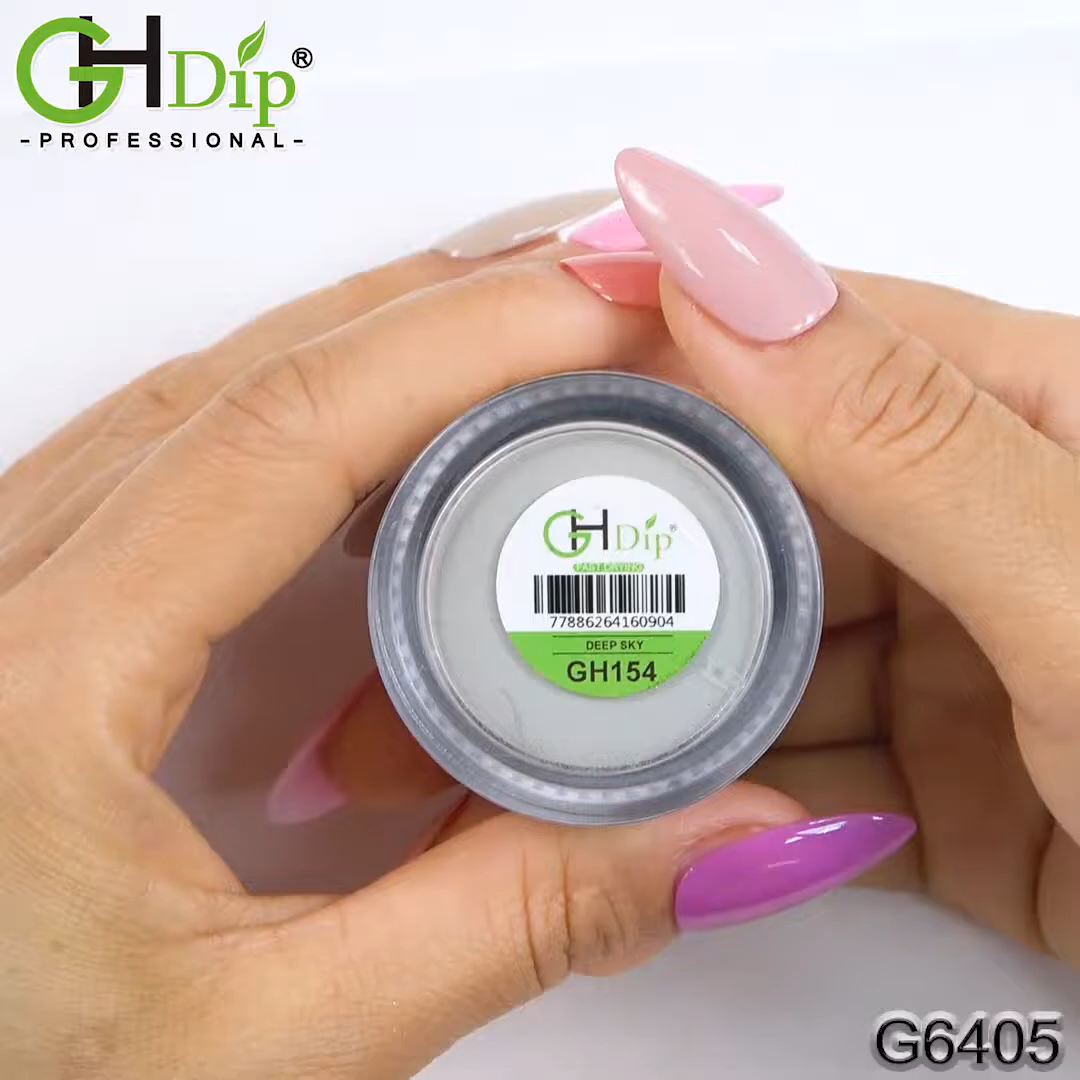 GHDip®
-PROFESSIONAL-
GHDip®
FAST DRYING
77886264160904
DEEP SKY
GH154
G6405